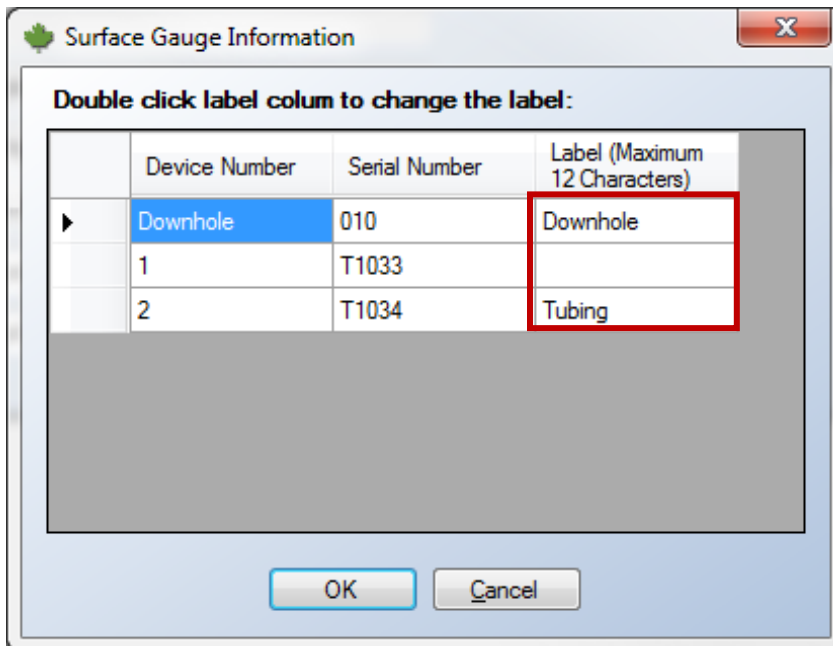 Surface Gauge Information
Double click label colum to change the label:
Device Number Serial Number Label (Maximum
12 Characters)
Downhole 010 Downhole
1 T1033
2 T1034 Tubing
OK Cancel